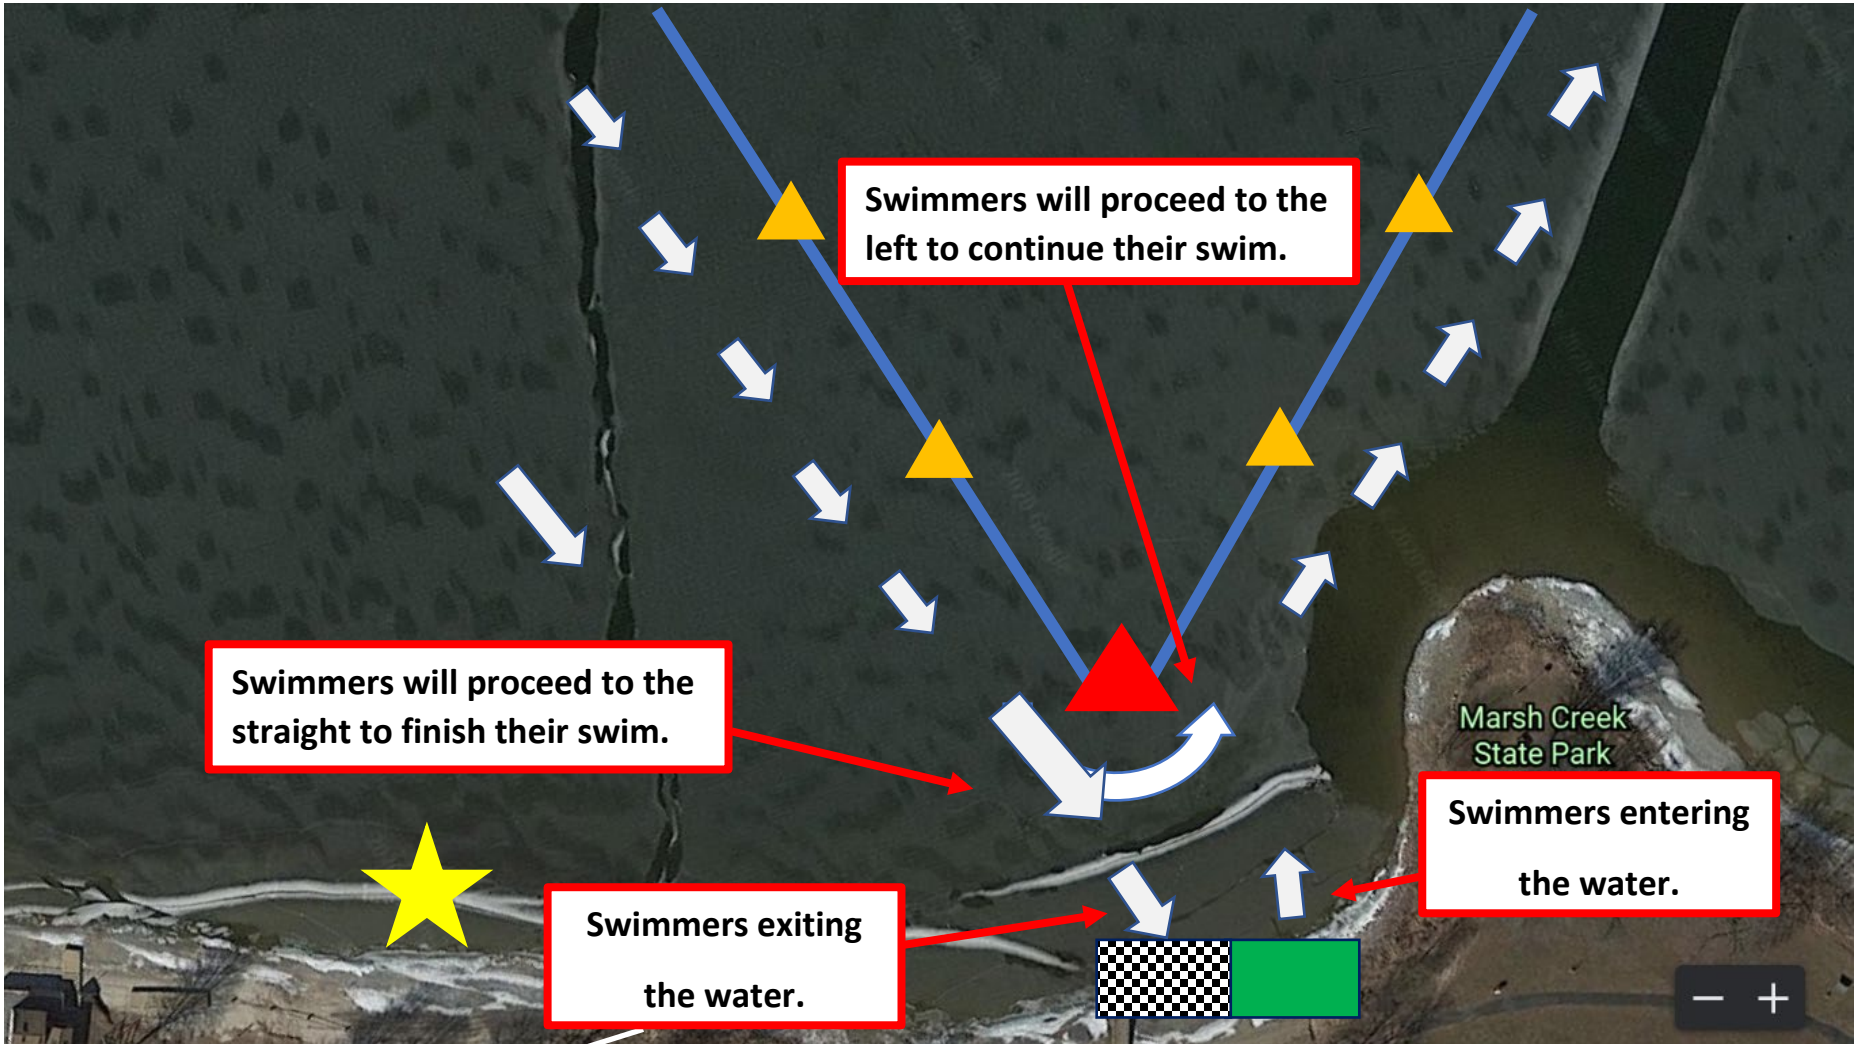 Swimmers will proceed to the
left to continue their swim.
Swimmers will proceed to the
straight to finish their swim.
Marsh Creek
State Park
Swimmers entering
the water.
Swimmers exiting
the water.